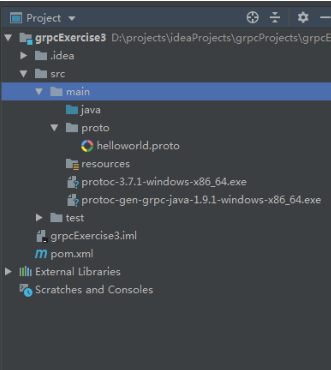 Project
grpcExercise3 D:\projects\ideaProjects\grpcProjects\grpcE
.idea
src
main
java
proto
helloworld.proto
resources
protoc-3.7.1-windows-x86_64.exe
protoc-gen-grpc-java-1.9.1-windows-x86_64.exe
test
grpcExercise3.iml
pom.xml
External Libraries
Scratches and Consoles